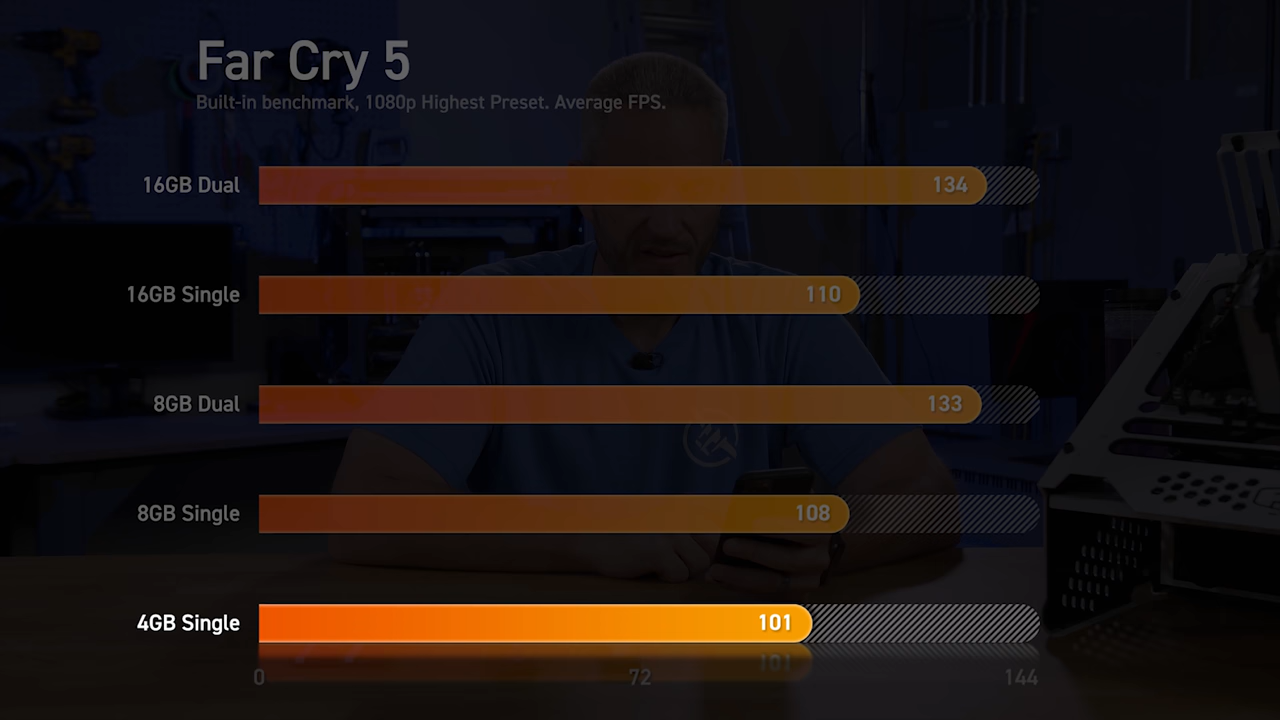 Far Cry 5
Built-in benchmark, 1080p Highest Preset. Average FPS.
16GB Dual 134
16GB Single 110
8GB Dual 133
8GB Single 108
4GB Single 101
0 72 144